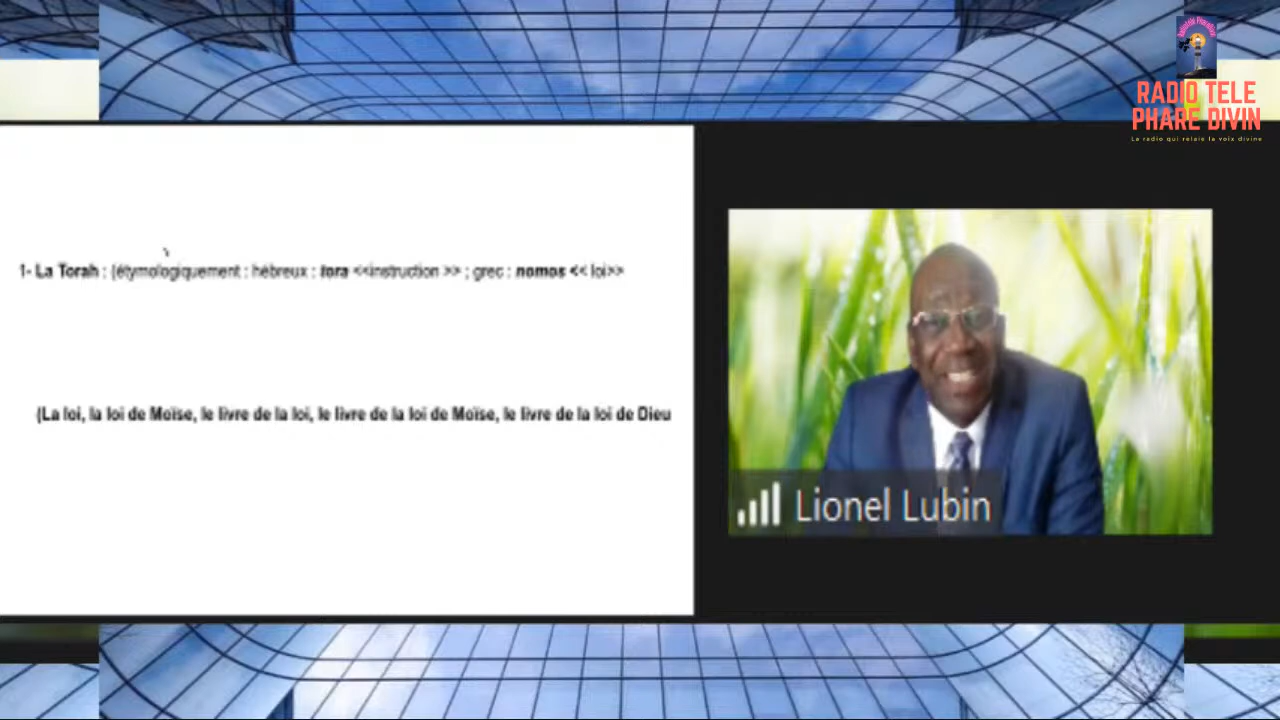 RADIO TELE
PHARE DIVIN
La radio qui relaie la voix divine
1- La Torah : (étymologiquement : hébreux : tora <<instruction >> ; grec : nomos << loi>>
(La loi, la loi de Moïse, le livre de la loi, le livre de la loi de Moïse, le livre de la loi de Dieu
Lionel Lubin